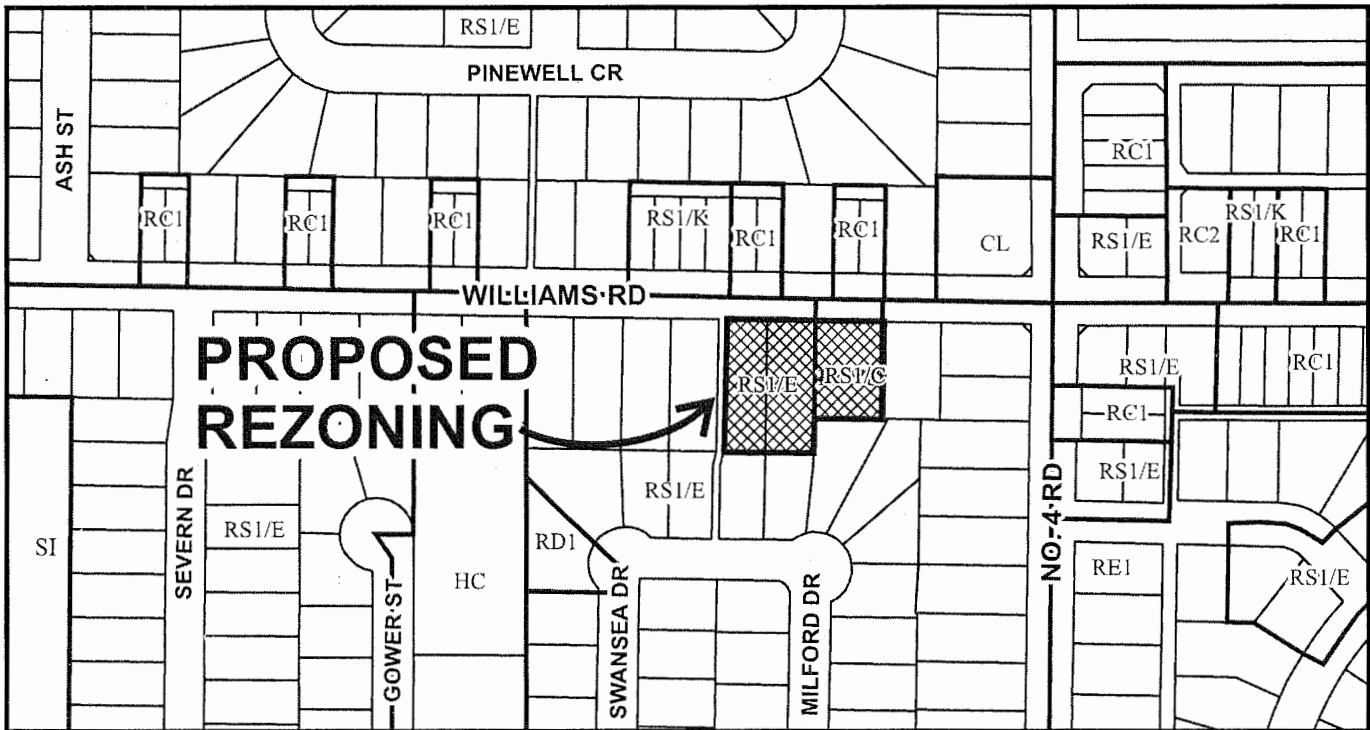 RS1/E
PINEWELL CR
ASH ST
RC1
RC1
RC1
RC1
RS1/K
RC1
RC1
CL
RS1/E
RC2
RS1/K
RC1
WILLIAMS RD
PROPOSED
REZONING
RS1/E
RS1/C
RS1/E
RC1
RC1
RS1/E
RS1/E
SEVERN DR
RS1/E
SI
GOWER ST
HC
RD1
SWANSEA DR
MILFORD DR
NO. 4 RD
RE1
RS1/E